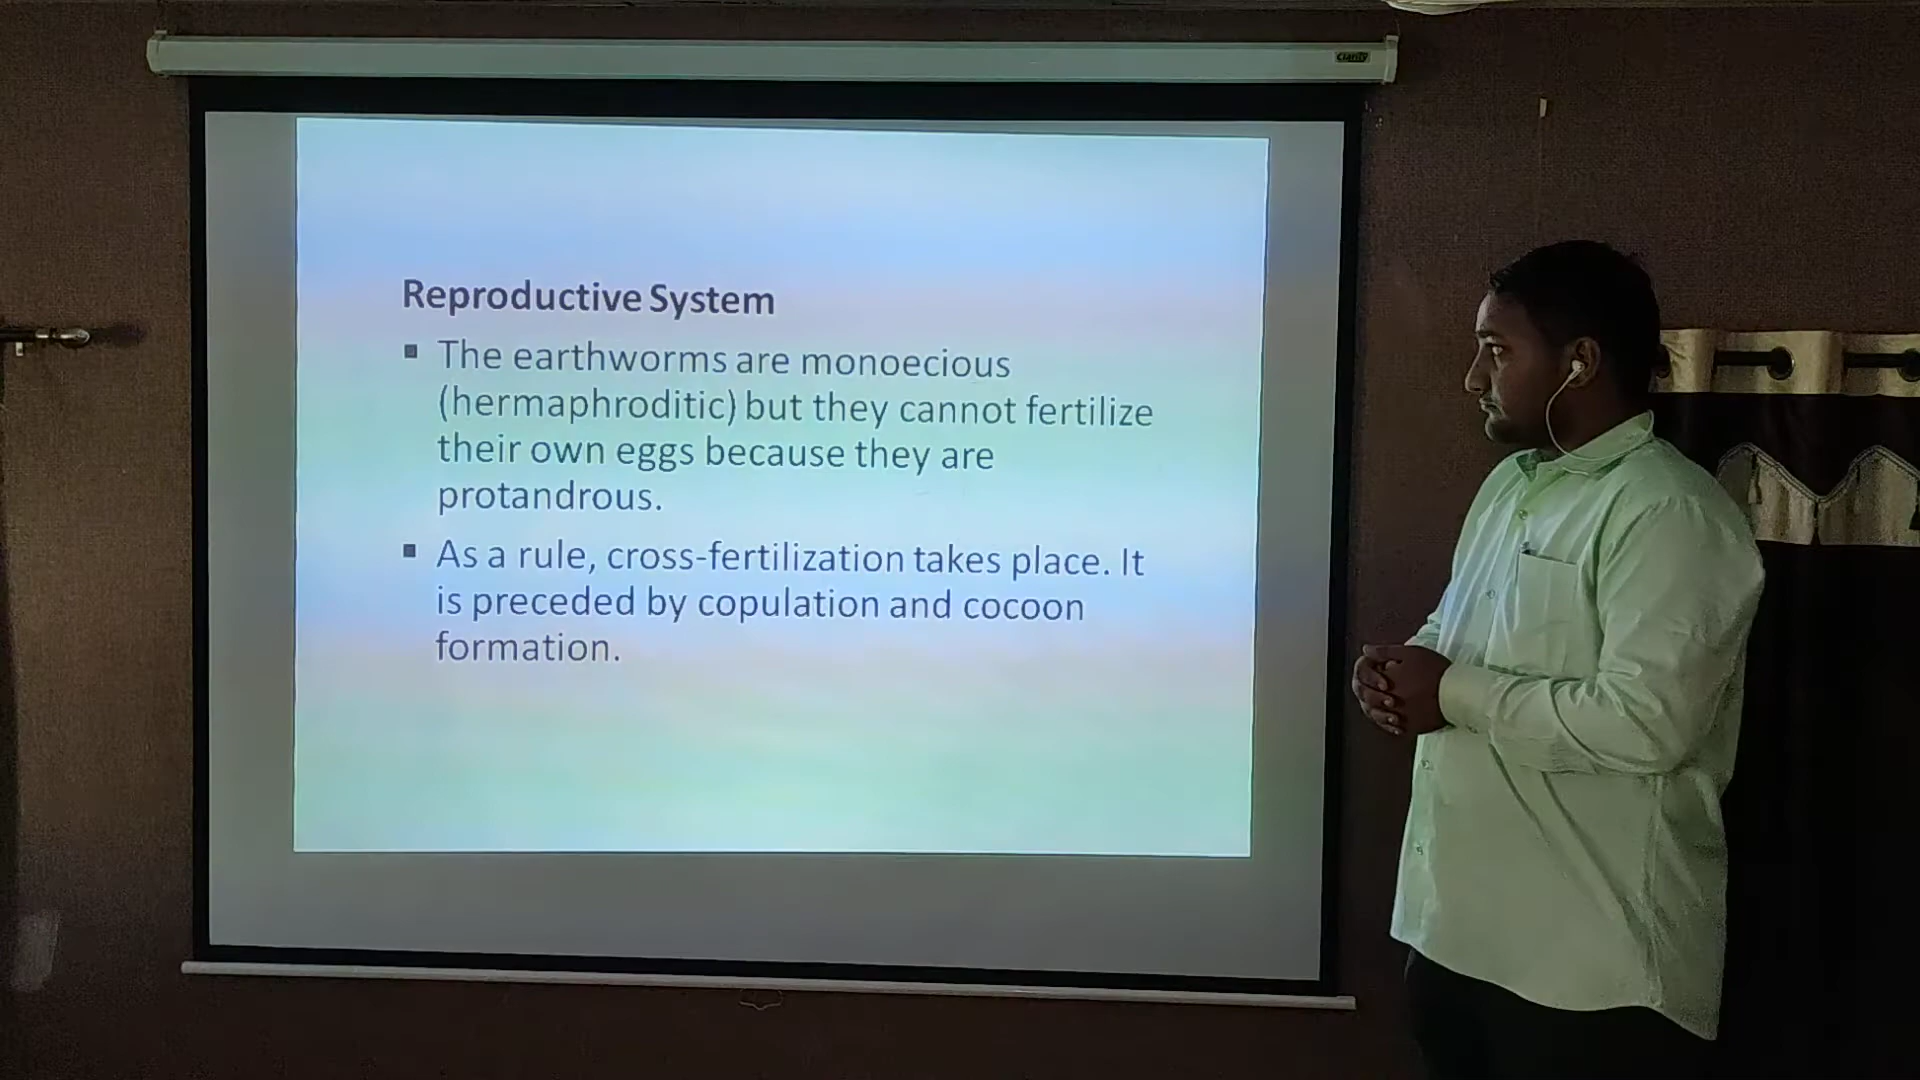 clarity
Reproductive System
▪ The earthworms are monoecious
(hermaphroditic) but they cannot fertilize
their own eggs because they are
protandrous.
▪ As a rule, cross-fertilization takes place. It
is preceded by copulation and cocoon
formation.